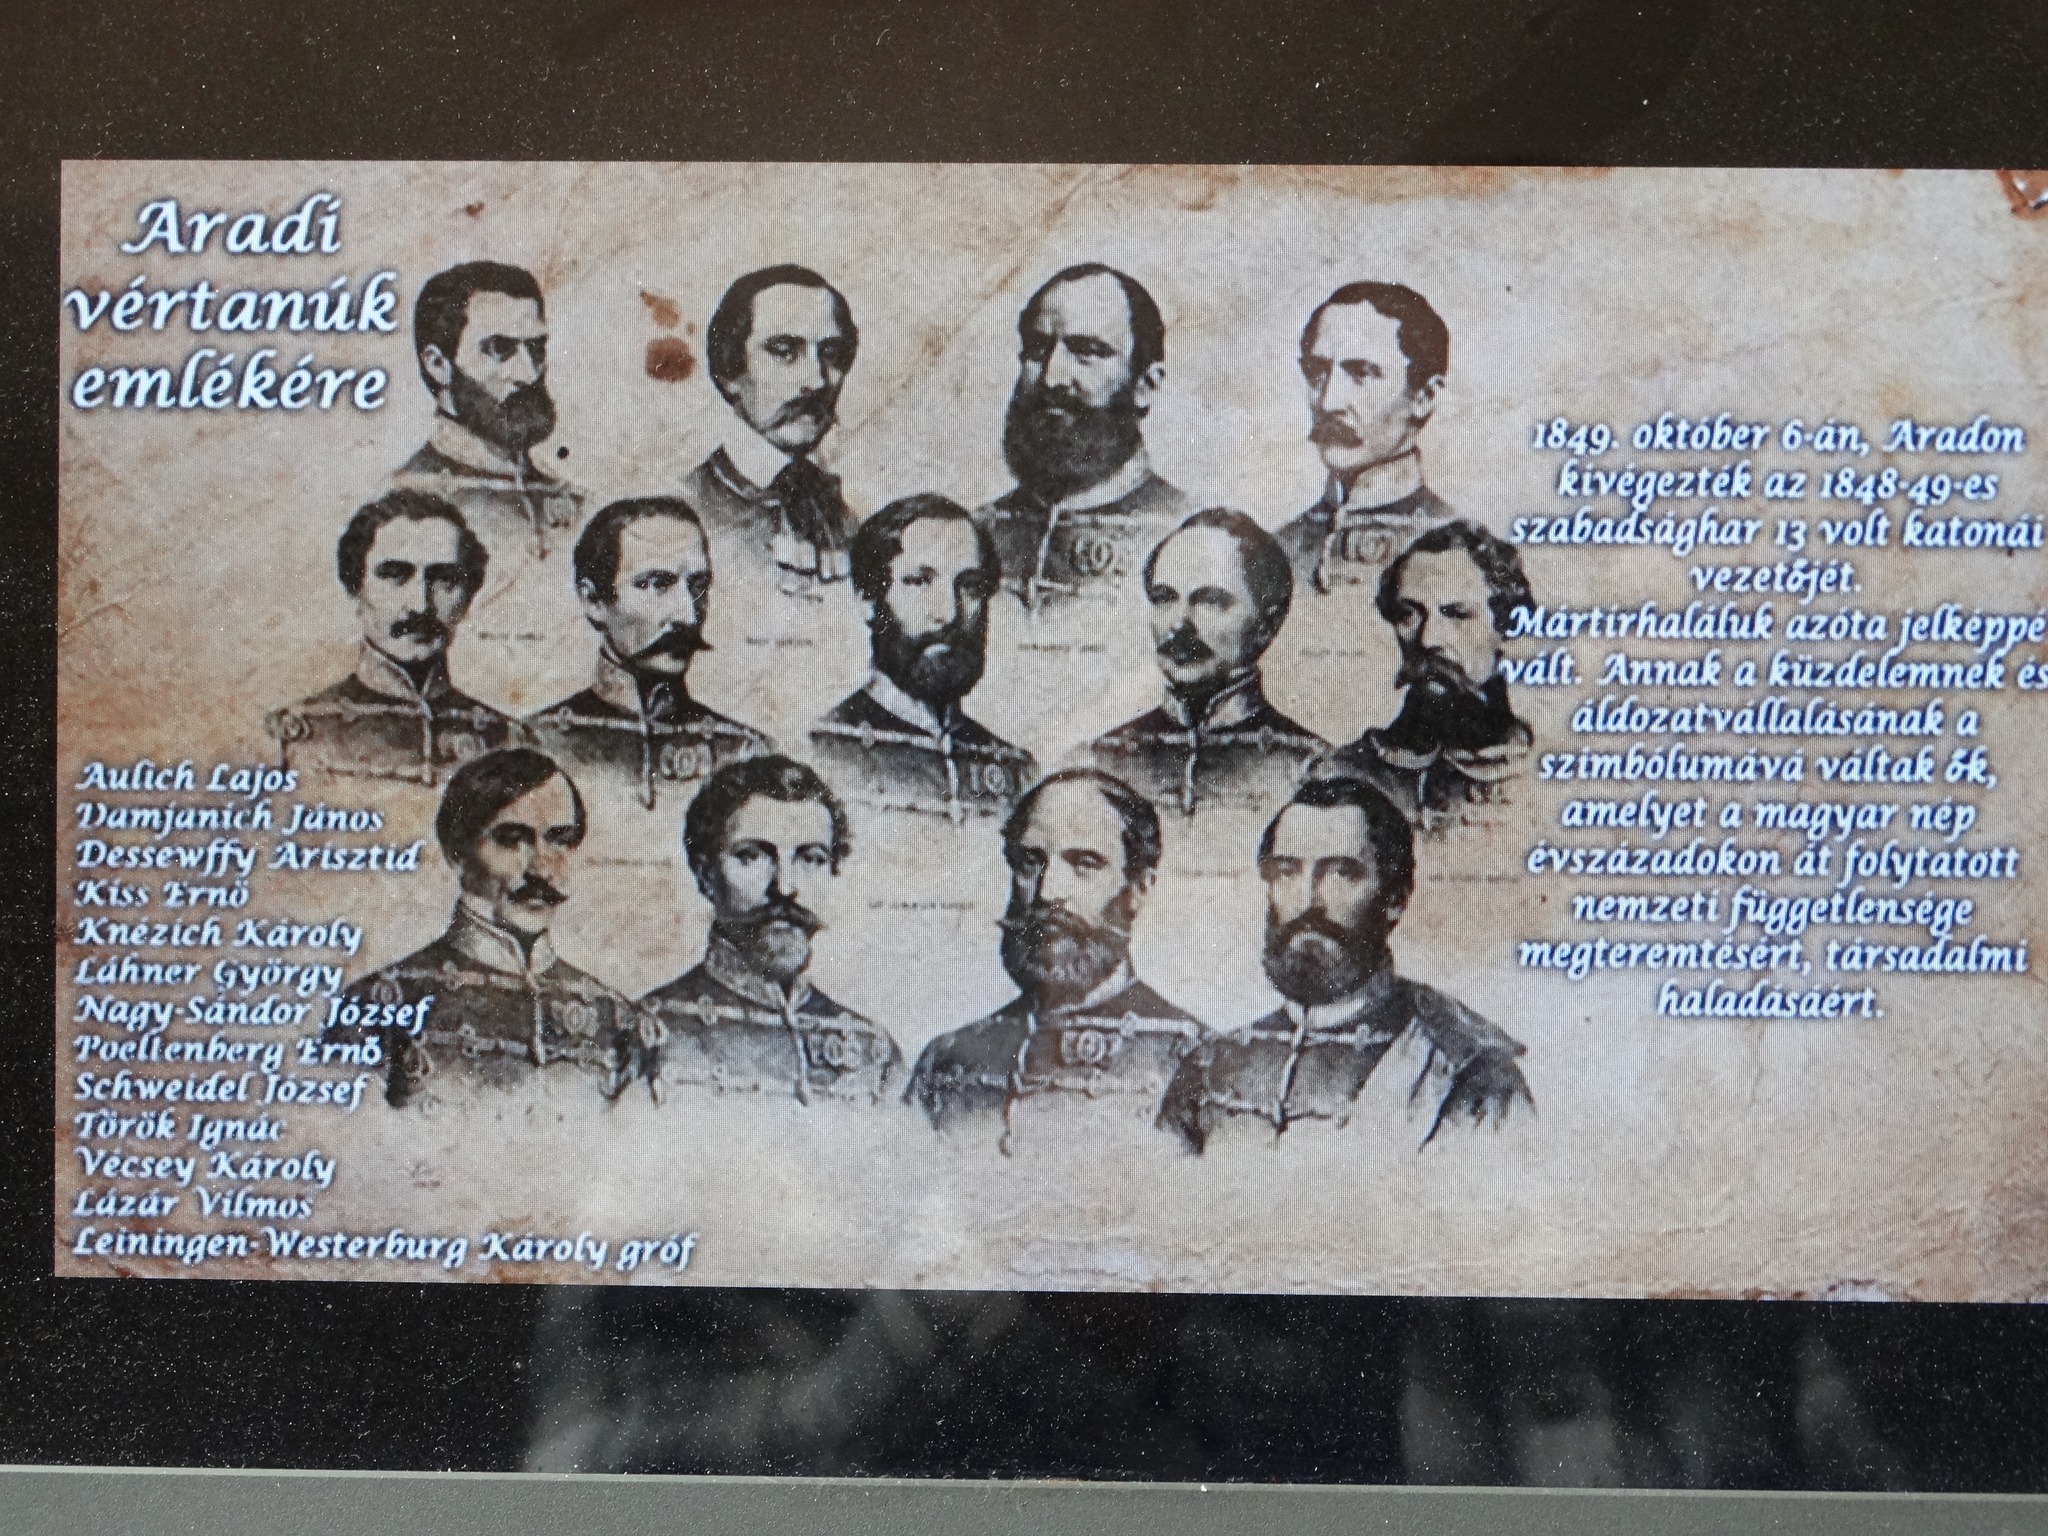 Aradi
vértanúk
emlékére
1849. október 6-án, Aradon
kivégezték az 1848-49-es
szabadságharc 13 volt katonái
vezetőjét.
Mártírhaláluk azóta jelképpé
vált. Annak a küzdelemnek és
áldozatvállalásának a
szimbólumává váltak ők,
amelyet a magyar nép
évszázadokon át folytatott
nemzeti függetlensége
megteremtésért, társadalmi
haladásáért.
Aulich Lajos
Damjanich János
Dessewffy Arisztid
Kiss Ernő
Knézich Károly
Láhner György
Nagy-Sándor József
Poeltenberg Ernő
Schweidel József
Török Ignác
Vécsey Károly
Lázár Vilmos
Leiningen-Westerburg Károly gróf